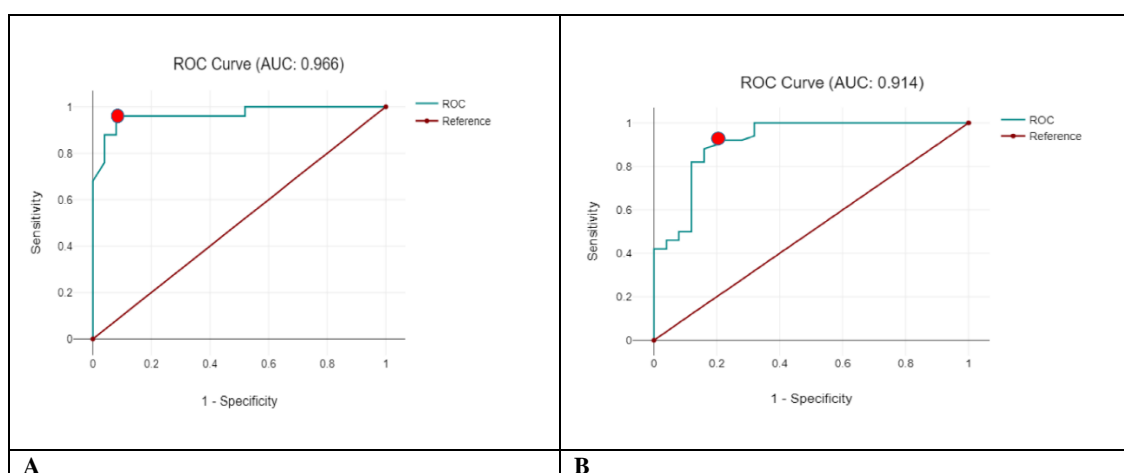 ROC Curve (AUC: 0.966)
1
0.8
0.6
0.4
0.2
0
Sensitivity
0 0.2 0.4 0.6 0.8 1
1 - Specificity
ROC
Reference
A
ROC Curve (AUC: 0.914)
1
0.8
0.6
0.4
0.2
0
Sensitivity
0 0.2 0.4 0.6 0.8 1
1 - Specificity
ROC
Reference
B